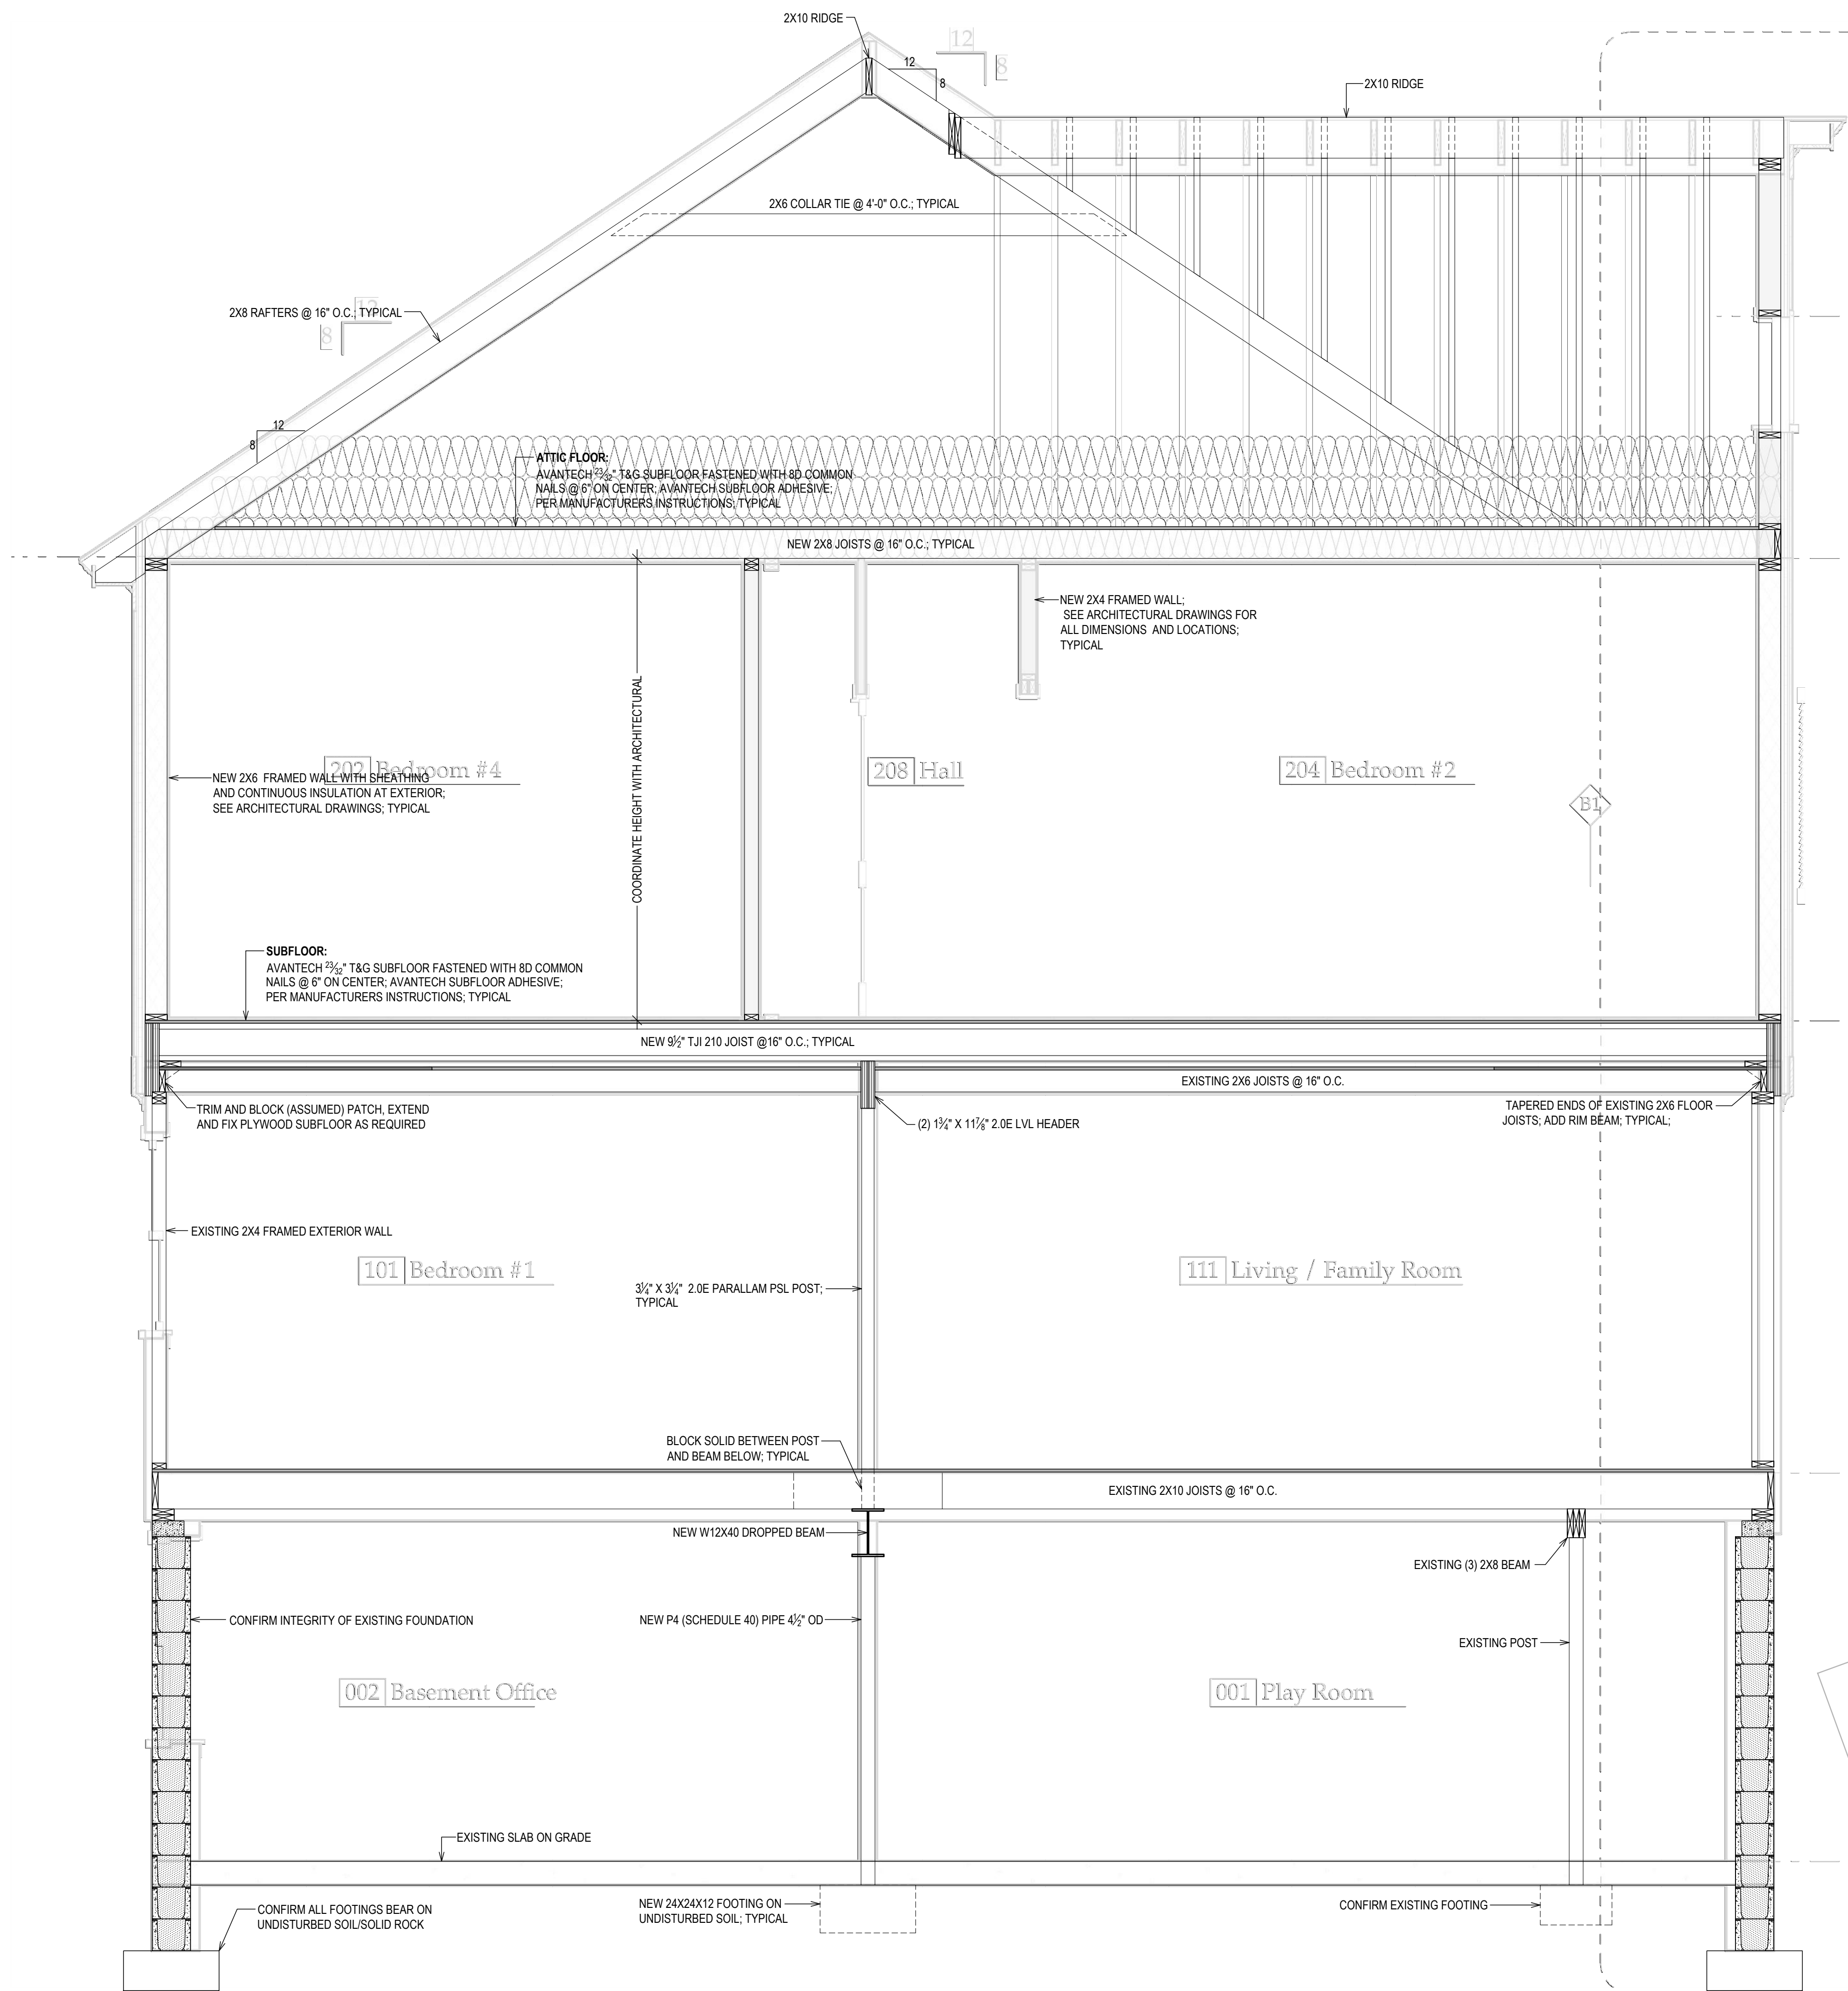 2X10 RIDGE
12
8
12
8
2X10 RIDGE
2X6 COLLAR TIE @ 4'-0" O.C.; TYPICAL
2X8 RAFTERS @ 16" O.C.; TYPICAL
12
8
12
8
ATTIC FLOOR:
AVANTECH 23/32" T&G SUBFLOOR FASTENED WITH 8D COMMON
NAILS @ 6" ON CENTER; AVANTECH SUBFLOOR ADHESIVE;
PER MANUFACTURERS INSTRUCTIONS; TYPICAL
NEW 2X8 JOISTS @ 16" O.C.; TYPICAL
NEW 2X4 FRAMED WALL;
SEE ARCHITECTURAL DRAWINGS FOR
ALL DIMENSIONS AND LOCATIONS;
TYPICAL
COORDINATE HEIGHT WITH ARCHITECTURAL
202 Bedroom #4
208 Hall
204 Bedroom #2
NEW 2X6 FRAMED WALL WITH SHEATHING
AND CONTINUOUS INSULATION AT EXTERIOR;
SEE ARCHITECTURAL DRAWINGS; TYPICAL
B1
SUBFLOOR:
AVANTECH 23/32" T&G SUBFLOOR FASTENED WITH 8D COMMON
NAILS @ 6" ON CENTER; AVANTECH SUBFLOOR ADHESIVE;
PER MANUFACTURERS INSTRUCTIONS; TYPICAL
NEW 9½" TJI 210 JOIST @16" O.C.; TYPICAL
EXISTING 2X6 JOISTS @ 16" O.C.
TRIM AND BLOCK (ASSUMED) PATCH, EXTEND
AND FIX PLYWOOD SUBFLOOR AS REQUIRED
(2) 1¾" X 11⅞" 2.0E LVL HEADER
TAPERED ENDS OF EXISTING 2X6 FLOOR
JOISTS; ADD RIM BEAM; TYPICAL;
EXISTING 2X4 FRAMED EXTERIOR WALL
101 Bedroom #1
111 Living / Family Room
3¼" X 3¼" 2.0E PARALLAM PSL POST;
TYPICAL
BLOCK SOLID BETWEEN POST
AND BEAM BELOW; TYPICAL
EXISTING 2X10 JOISTS @ 16" O.C.
NEW W12X40 DROPPED BEAM
EXISTING (3) 2X8 BEAM
CONFIRM INTEGRITY OF EXISTING FOUNDATION
NEW P4 (SCHEDULE 40) PIPE 4½" OD
EXISTING POST
002 Basement Office
001 Play Room
EXISTING SLAB ON GRADE
CONFIRM ALL FOOTINGS BEAR ON
UNDISTURBED SOIL/SOLID ROCK
NEW 24X24X12 FOOTING ON
UNDISTURBED SOIL; TYPICAL
CONFIRM EXISTING FOOTING